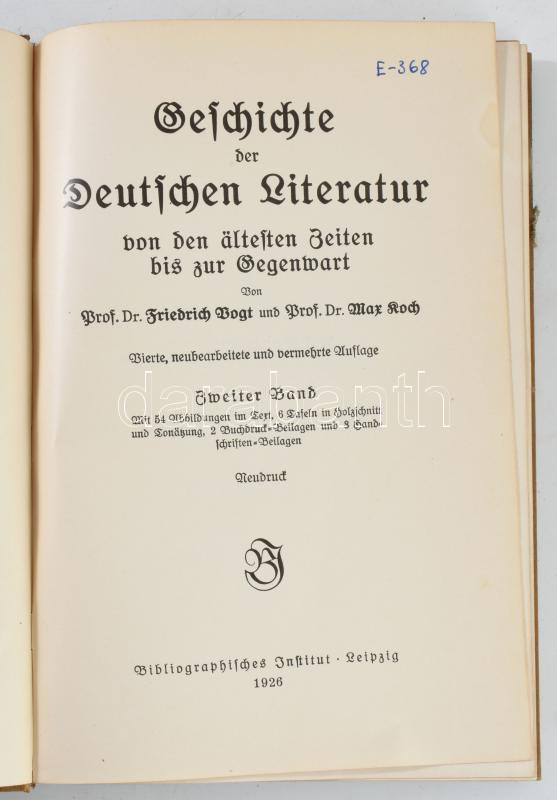 E-368
Geschichte
der
Deutschen Literatur
von den ältesten Zeiten
bis zur Gegenwart
Von
Prof. Dr. Friedrich Vogt und Prof. Dr. Max Koch
Vierte, neubearbeitete und vermehrte Auflage
Zweiter Band
Mit 54 Abbildungen im Text, 6 Tafeln in Holzschnitt
und Tonätzung, 2 Buchdruck-Beilagen und 3 Hand-
schriften-Beilagen
Neudruck
BI
Bibliographisches Institut · Leipzig
1926
darabanth